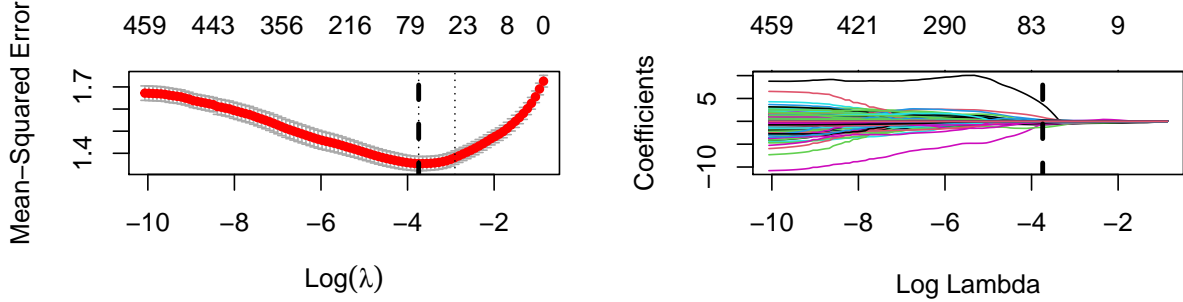 459 443 356 216 79 23 8 0
Mean−Squared Error
1.7
1.4
−10 −8 −6 −4 −2
Log(λ)
459 421 290 83 9
Coefficients
5
−10
−10 −8 −6 −4 −2
Log Lambda